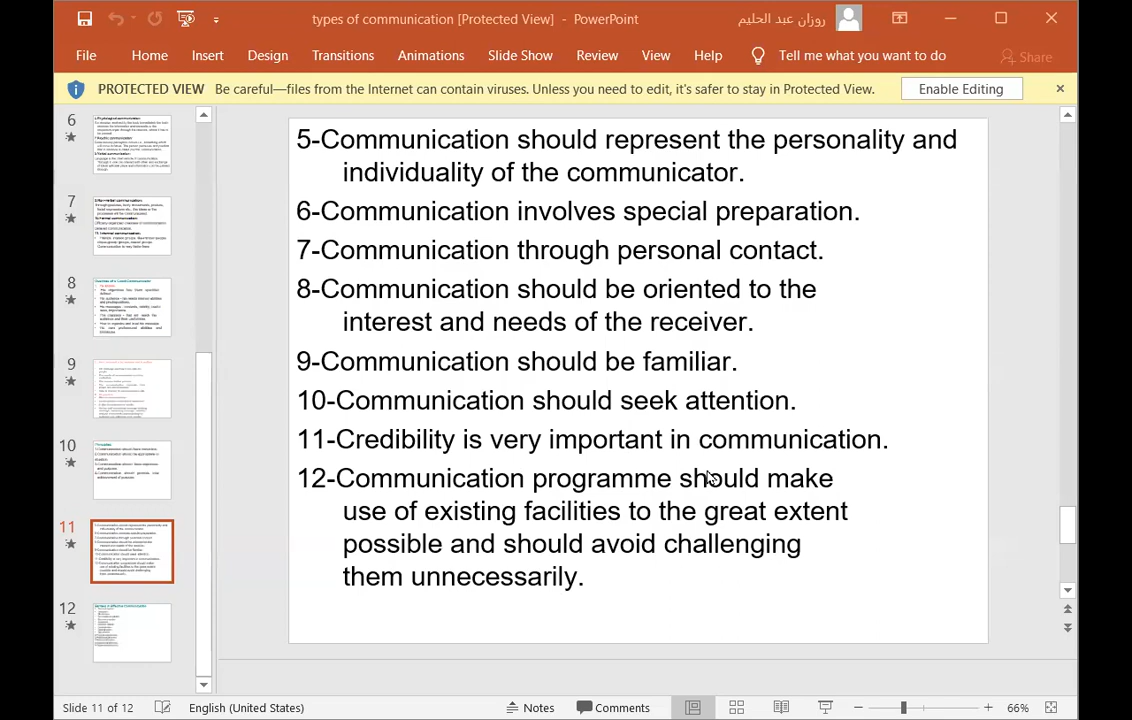 types of communication [Protected View] - PowerPoint
روزان عبد الحليم
File Home Insert Design Transitions Animations Slide Show Review View Help Tell me what you want to do Share
PROTECTED VIEW Be careful—files from the Internet can contain viruses. Unless you need to edit, it's safer to stay in Protected View. Enable Editing
6
7
8
9
10
11
12
5-Communication should represent the personality and
individuality of the communicator.
6-Communication involves special preparation.
7-Communication through personal contact.
8-Communication should be oriented to the
interest and needs of the receiver.
9-Communication should be familiar.
10-Communication should seek attention.
11-Credibility is very important in communication.
12-Communication programme should make
use of existing facilities to the great extent
possible and should avoid challenging
them unnecessarily.
Slide 11 of 12 English (United States) Notes Comments 66%